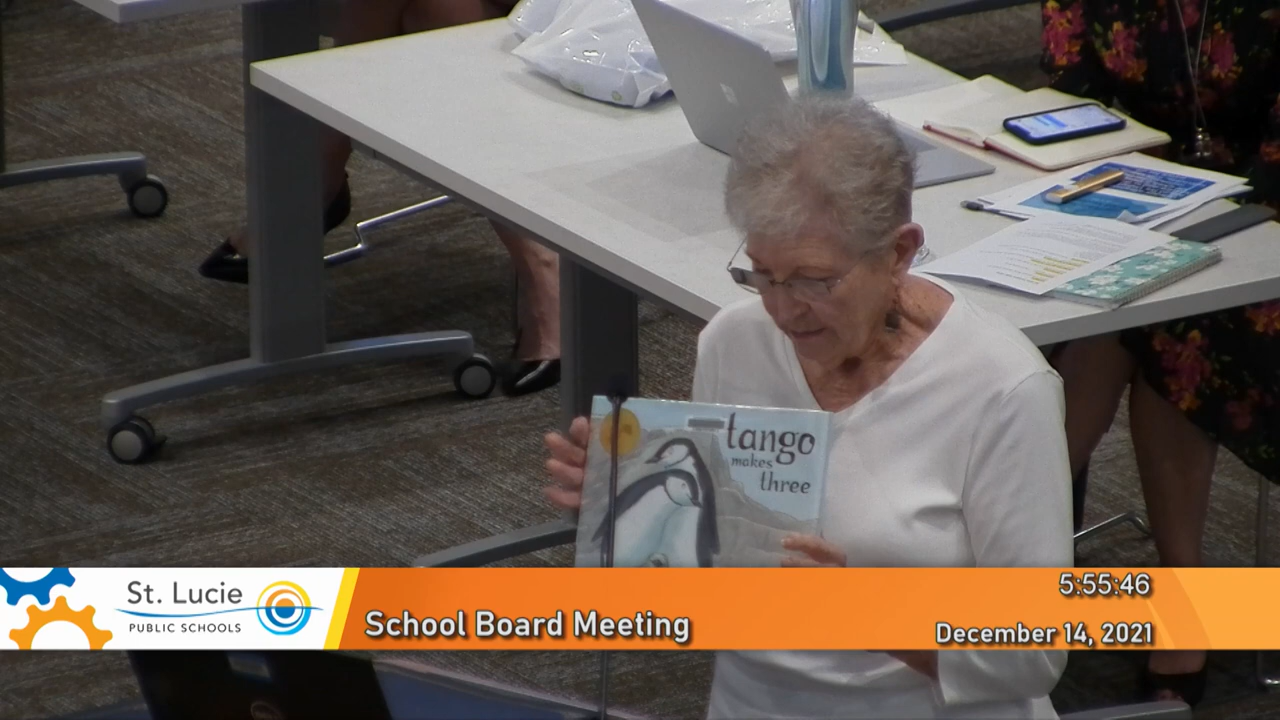 tango
makes
three
St. Lucie
PUBLIC SCHOOLS
School Board Meeting
5:55:46
December 14, 2021